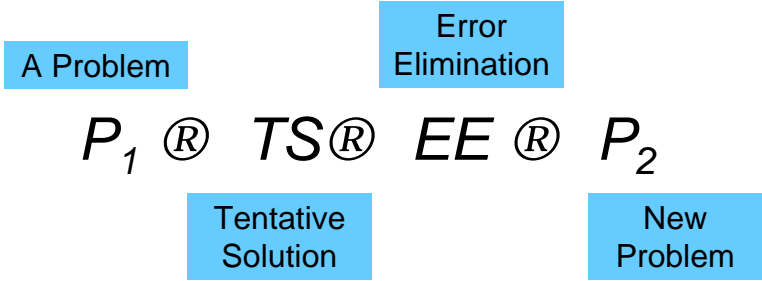 Error
Elimination
A Problem
P₁ ® TS® EE ® P₂
Tentative
Solution
New
Problem